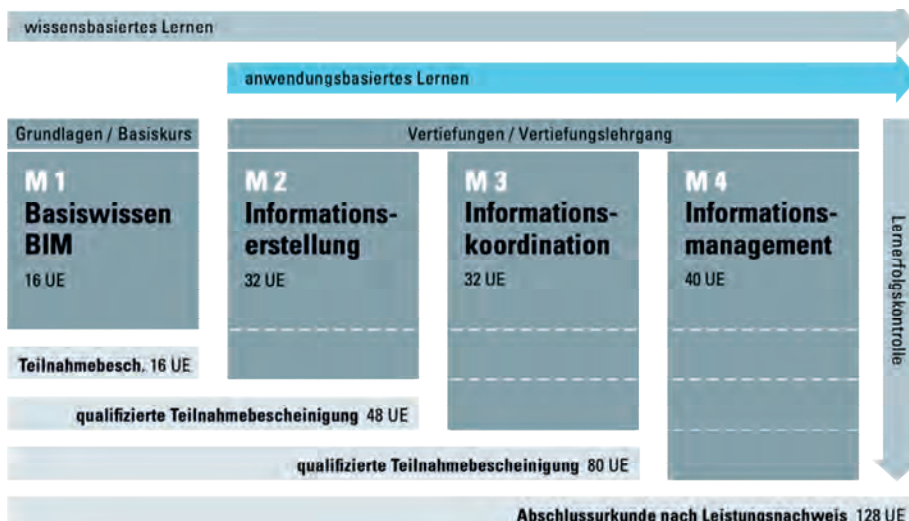 wissensbasiertes Lernen
anwendungsbasiertes Lernen
Grundlagen / Basiskurs
Vertiefungen / Vertiefungslehrgang
M 1
Basiswissen
BIM
16 UE
M 2
Informations-
erstellung
32 UE
M 3
Informations-
koordination
32 UE
M 4
Informations-
management
40 UE
Lernerfolgskontrolle
Teilnahmebesch. 16 UE
qualifizierte Teilnahmebescheinigung 48 UE
qualifizierte Teilnahmebescheinigung 80 UE
Abschlussurkunde nach Leistungsnachweis 128 UE